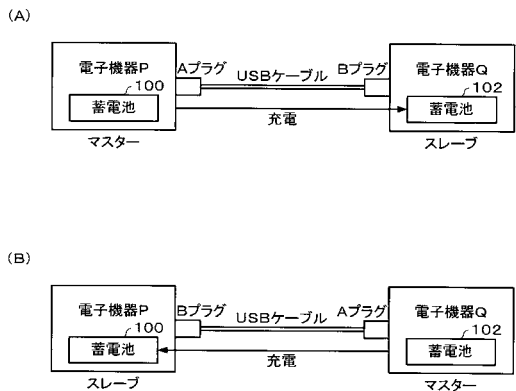 (A)
電子機器P
Aプラグ
USBケーブル
Bプラグ
電子機器Q
100
102
蓄電池
蓄電池
充電
マスター
スレーブ
(B)
電子機器P
Bプラグ
USBケーブル
Aプラグ
電子機器Q
100
102
蓄電池
蓄電池
充電
スレーブ
マスター